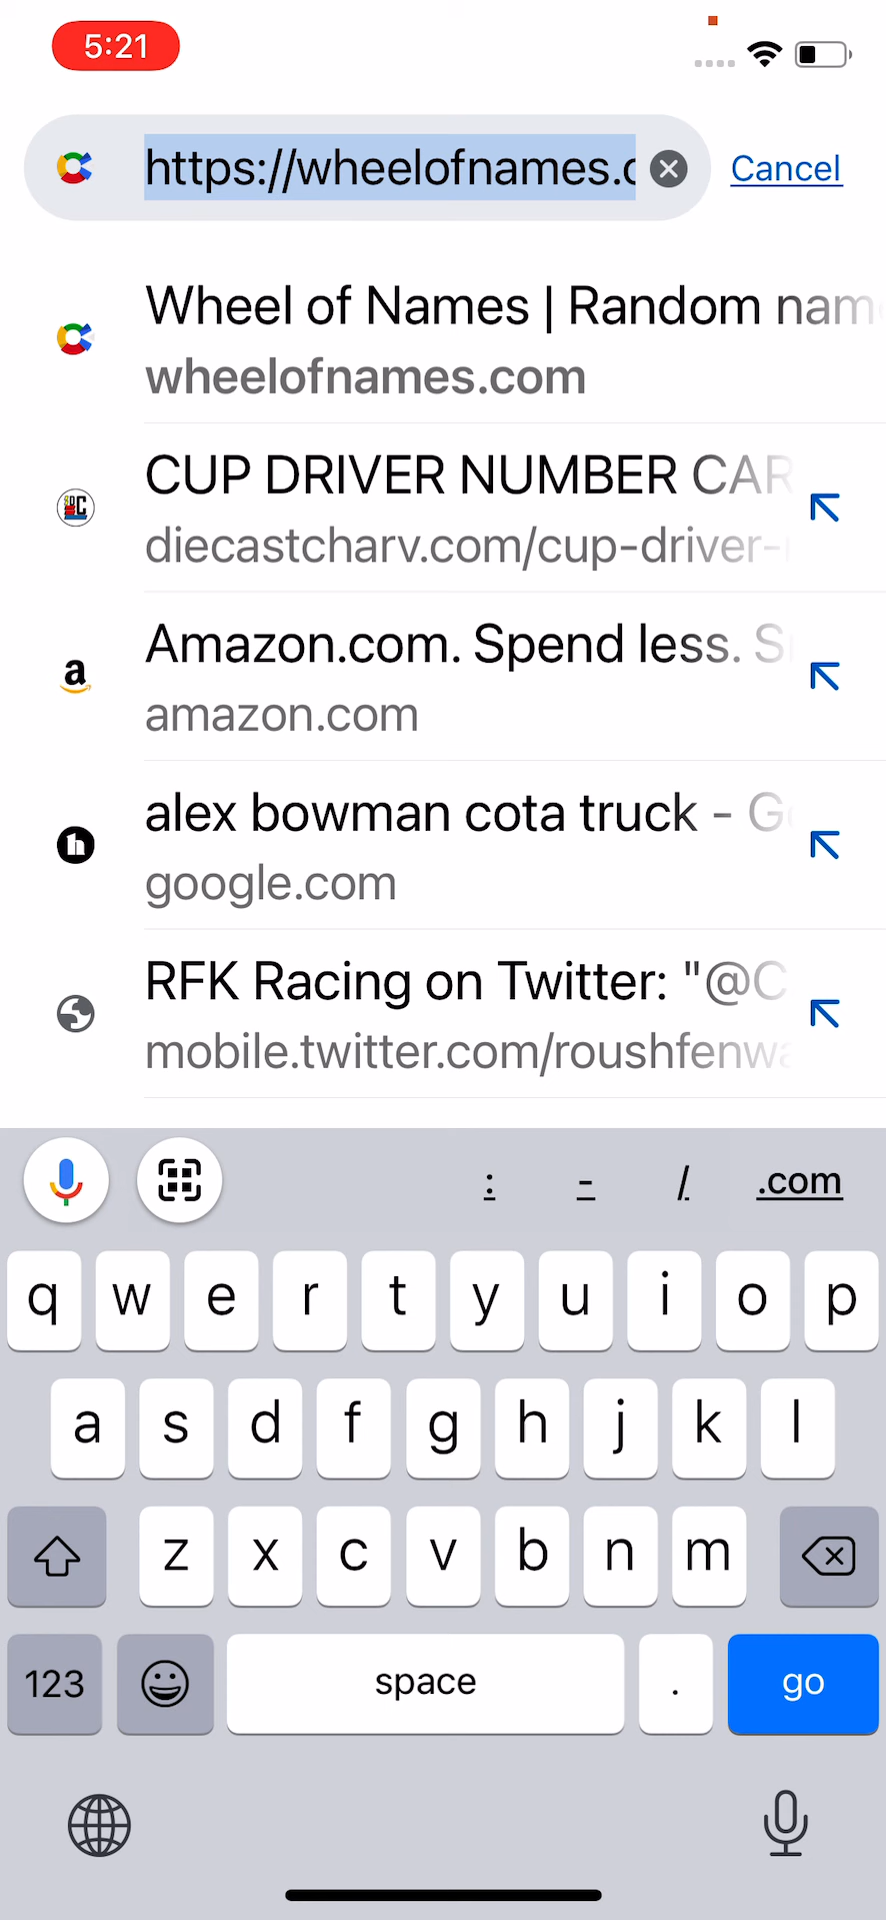 5:21
https://wheelofnames.c
Cancel
Wheel of Names | Random nam
wheelofnames.com
CUP DRIVER NUMBER CAR
diecastcharv.com/cup-driver-
Amazon.com. Spend less. S
amazon.com
alex bowman cota truck - G
google.com
RFK Racing on Twitter: "@C
mobile.twitter.com/roushfenwa
: - / .com
q w e r t y u i o p
a s d f g h j k l
z x c v b n m
123 space . go